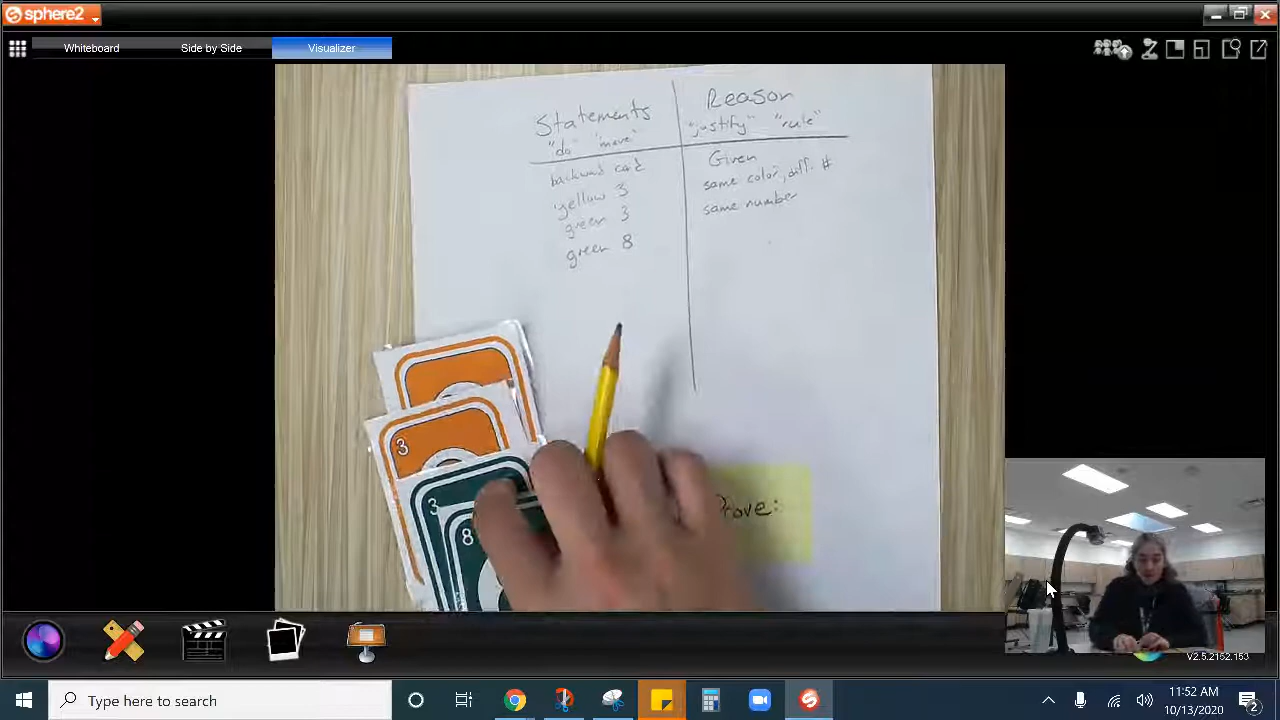 sphere2
Whiteboard
Side by Side
Visualizer
Statements
"do" "move"
backward card
yellow 3
green 3
green 8
Reason
"justify" "rule"
Given
same color, diff. #
same number
3
3
8
Prove:
V2.5.2152.153
Type here to search
11:52 AM
10/13/2020
2